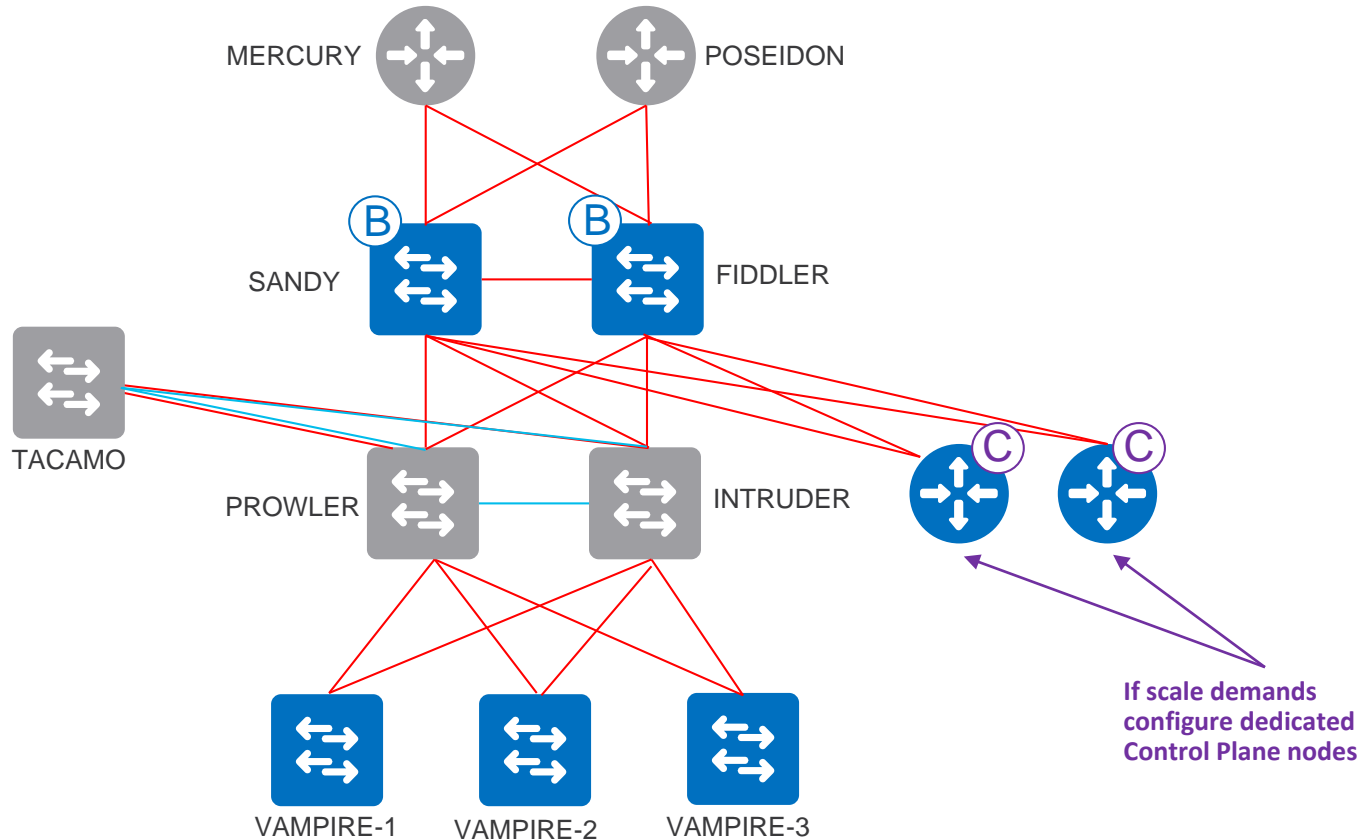 MERCURY
POSEIDON
B
B
SANDY
FIDDLER
TACAMO
C
C
PROWLER
INTRUDER
If scale demands
configure dedicated
Control Plane nodes
VAMPIRE-1
VAMPIRE-2
VAMPIRE-3